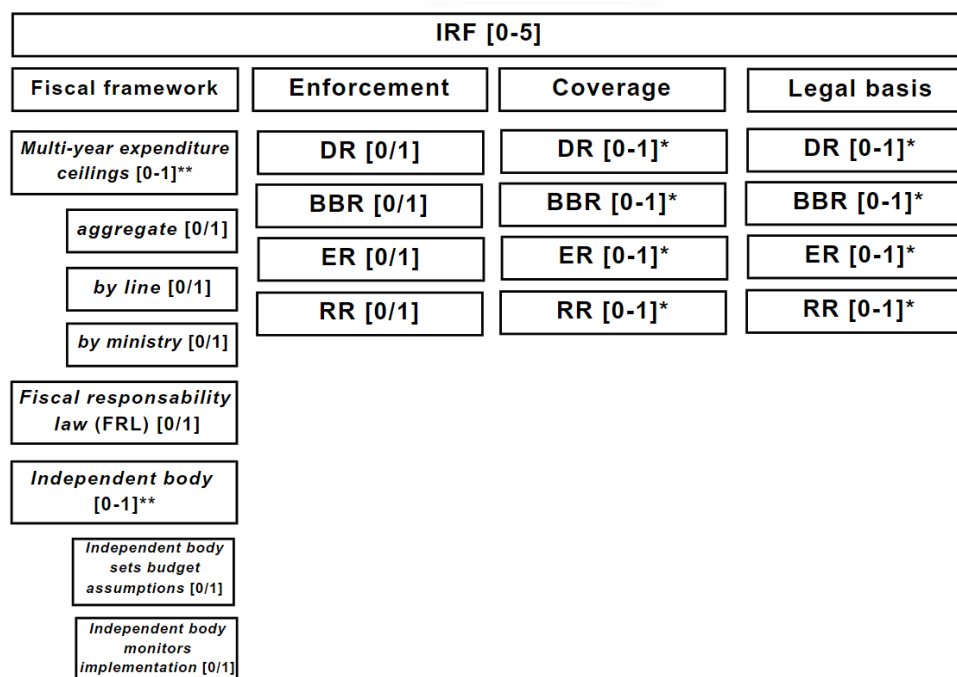 IRF [0-5]
Fiscal framework
Enforcement
Coverage
Legal basis
Multi-year expenditure
ceilings [0-1]**
aggregate [0/1]
by line [0/1]
by ministry [0/1]
Fiscal responsability
law (FRL) [0/1]
Independent body
[0-1]**
Independent body
sets budget
assumptions [0/1]
Independent body
monitors
implementation [0/1]
DR [0/1]
BBR [0/1]
ER [0/1]
RR [0/1]
DR [0-1]*
BBR [0-1]*
ER [0-1]*
RR [0-1]*
DR [0-1]*
BBR [0-1]*
ER [0-1]*
RR [0-1]*